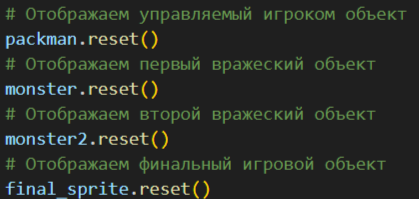 # Отображаем управляемый игроком объект
packman.reset()
# Отображаем первый вражеский объект
monster.reset()
# Отображаем второй вражеский объект
monster2.reset()
# Отображаем финальный игровой объект
final_sprite.reset()